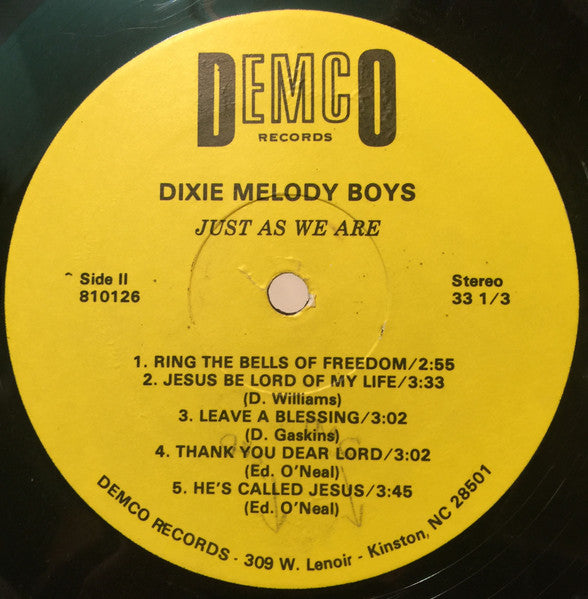 DEMCO
RECORDS
DIXIE MELODY BOYS
JUST AS WE ARE
Side II
810126
Stereo
33 1/3
1. RING THE BELLS OF FREEDOM/2:55
2. JESUS BE LORD OF MY LIFE/3:33
(D. Williams)
3. LEAVE A BLESSING/3:02
(D. Gaskins)
4. THANK YOU DEAR LORD/3:02
(Ed. O'Neal)
5. HE'S CALLED JESUS/3:45
(Ed. O'Neal)
DEMCO RECORDS - 309 W. Lenoir - Kinston, NC 28501